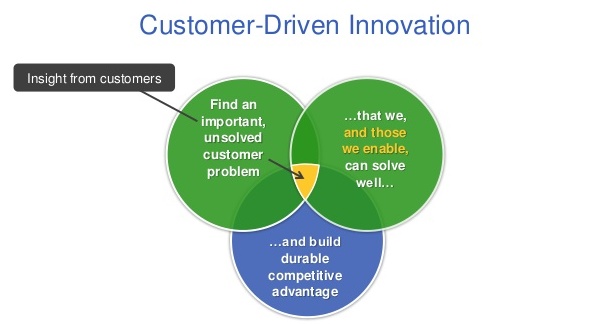 Customer-Driven Innovation
Insight from customers
Find an
important,
unsolved
customer
problem
...that we,
and those
we enable,
can solve
well...
...and build
durable
competitive
advantage